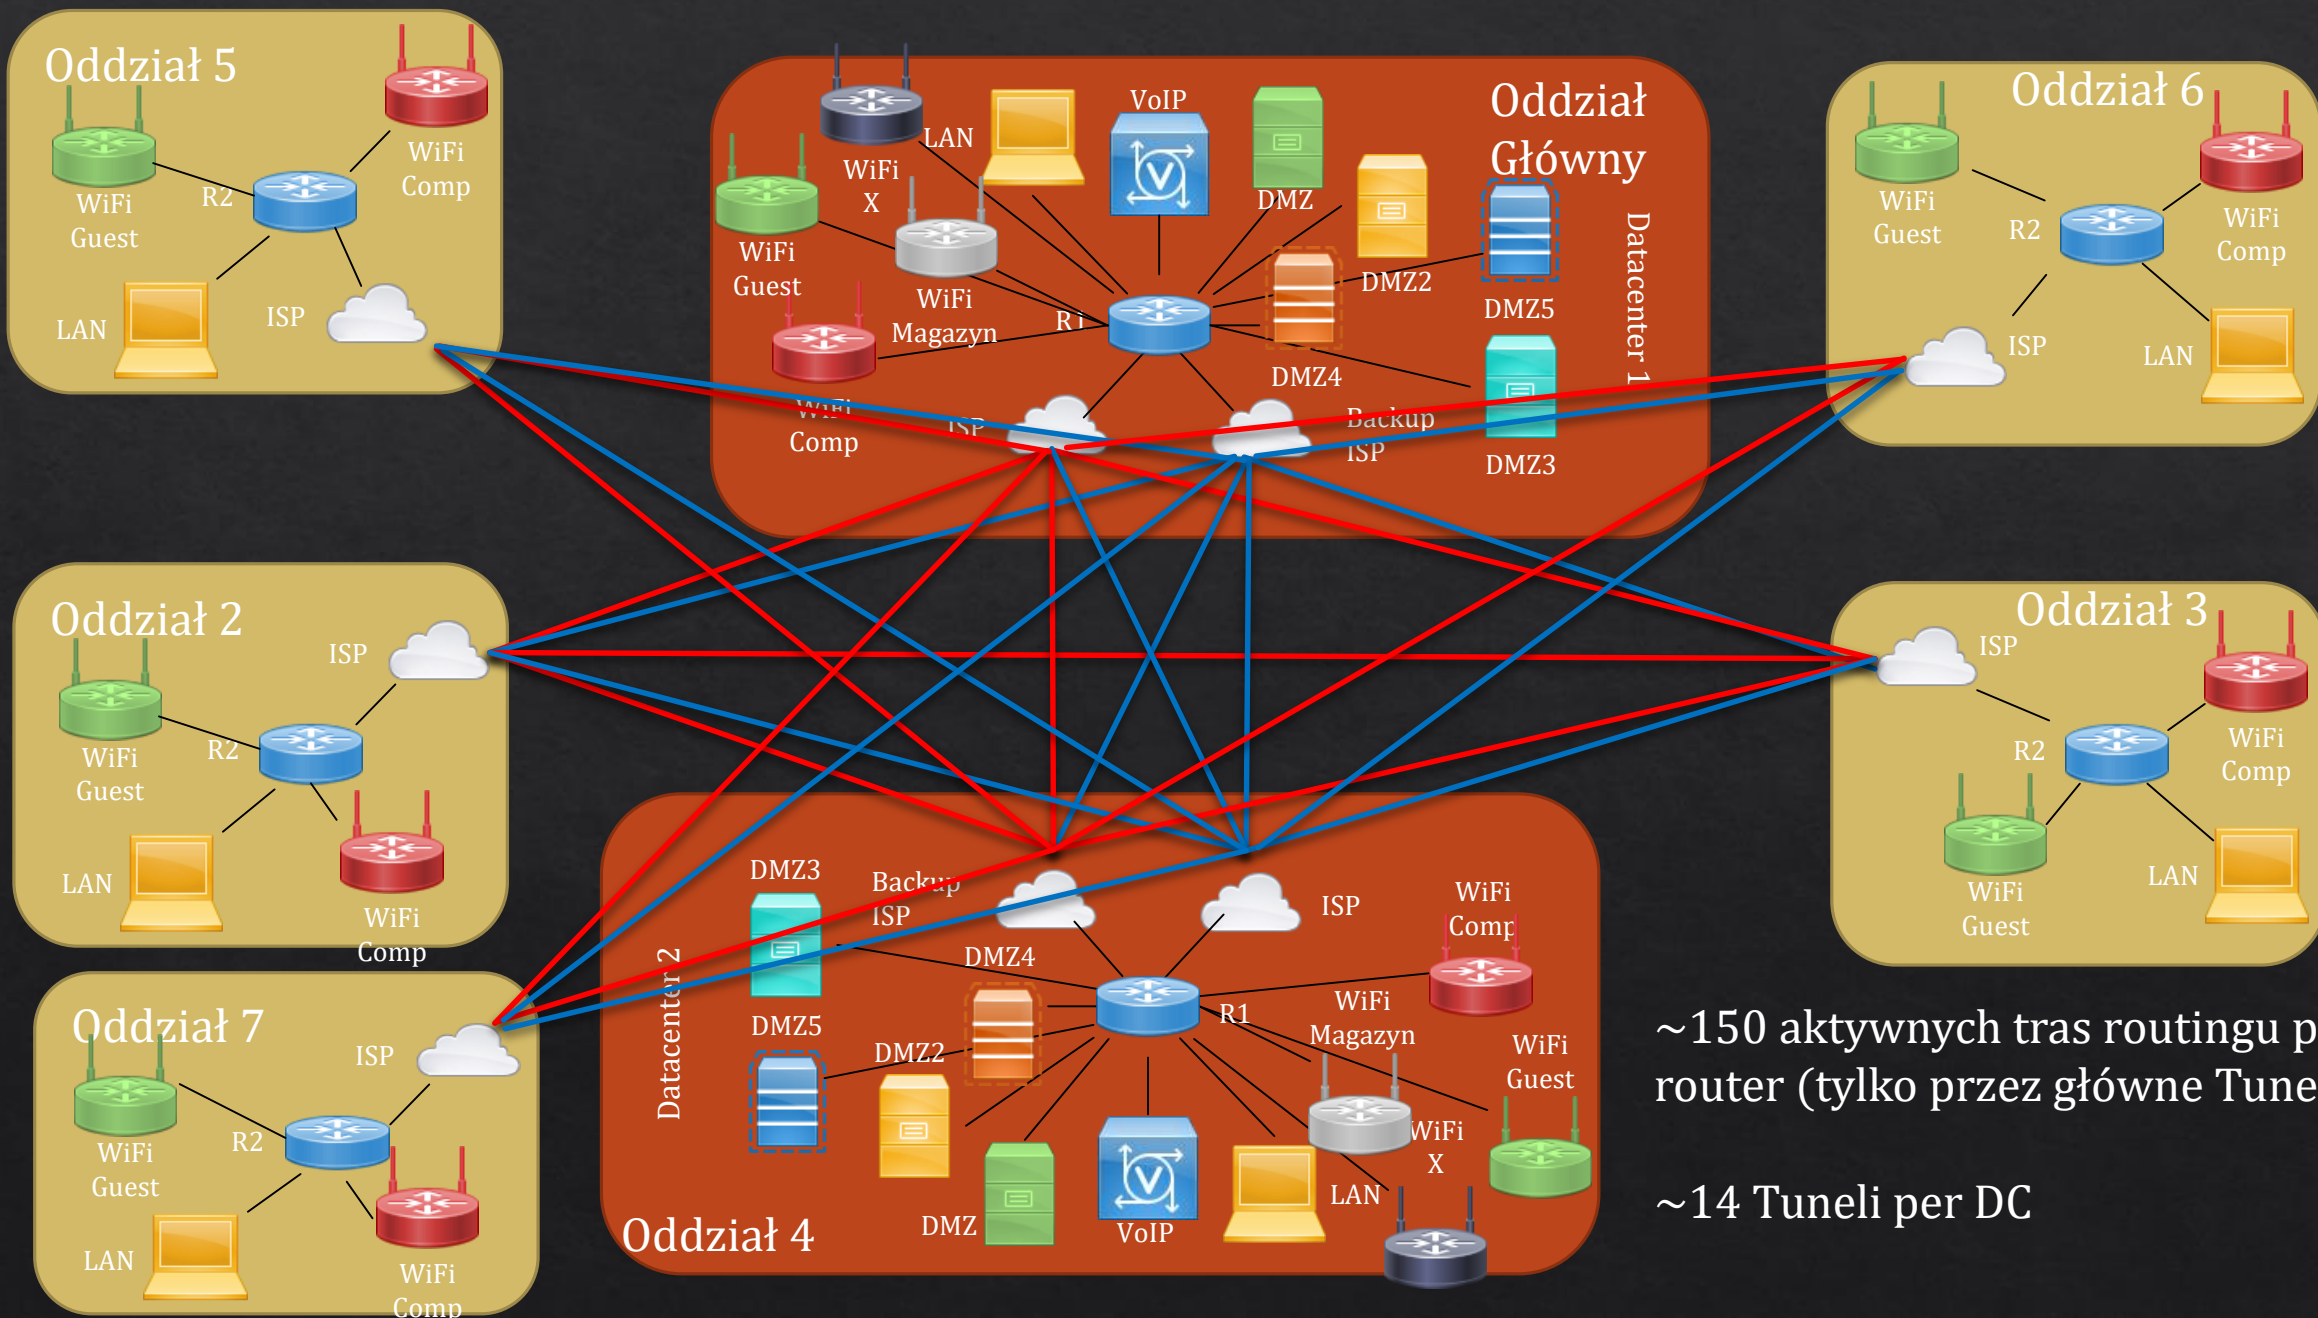 Oddział 5
WiFi
Comp
WiFi
Guest
R2
LAN
ISP
Oddział
Główny
Datacenter 1
WiFi
X
LAN
VoIP
DMZ
DMZ2
DMZ5
WiFi
Guest
WiFi
Magazyn
R1
DMZ4
WiFi
Comp
ISP
Backup
ISP
DMZ3
Oddział 6
WiFi
Guest
R2
WiFi
Comp
ISP
LAN
Oddział 2
ISP
WiFi
Guest
R2
LAN
WiFi
Comp
Oddział 3
ISP
R2
WiFi
Comp
WiFi
Guest
LAN
Oddział 7
ISP
WiFi
Guest
R2
LAN
WiFi
Comp
DMZ3
Backup
ISP
ISP
WiFi
Comp
Datacenter 2
DMZ4
DMZ5
R1
WiFi
Magazyn
DMZ2
WiFi
Guest
WiFi
X
LAN
DMZ
VoIP
Oddział 4
~150 aktywnych tras routingu p
router (tylko przez główne Tune
~14 Tuneli per DC